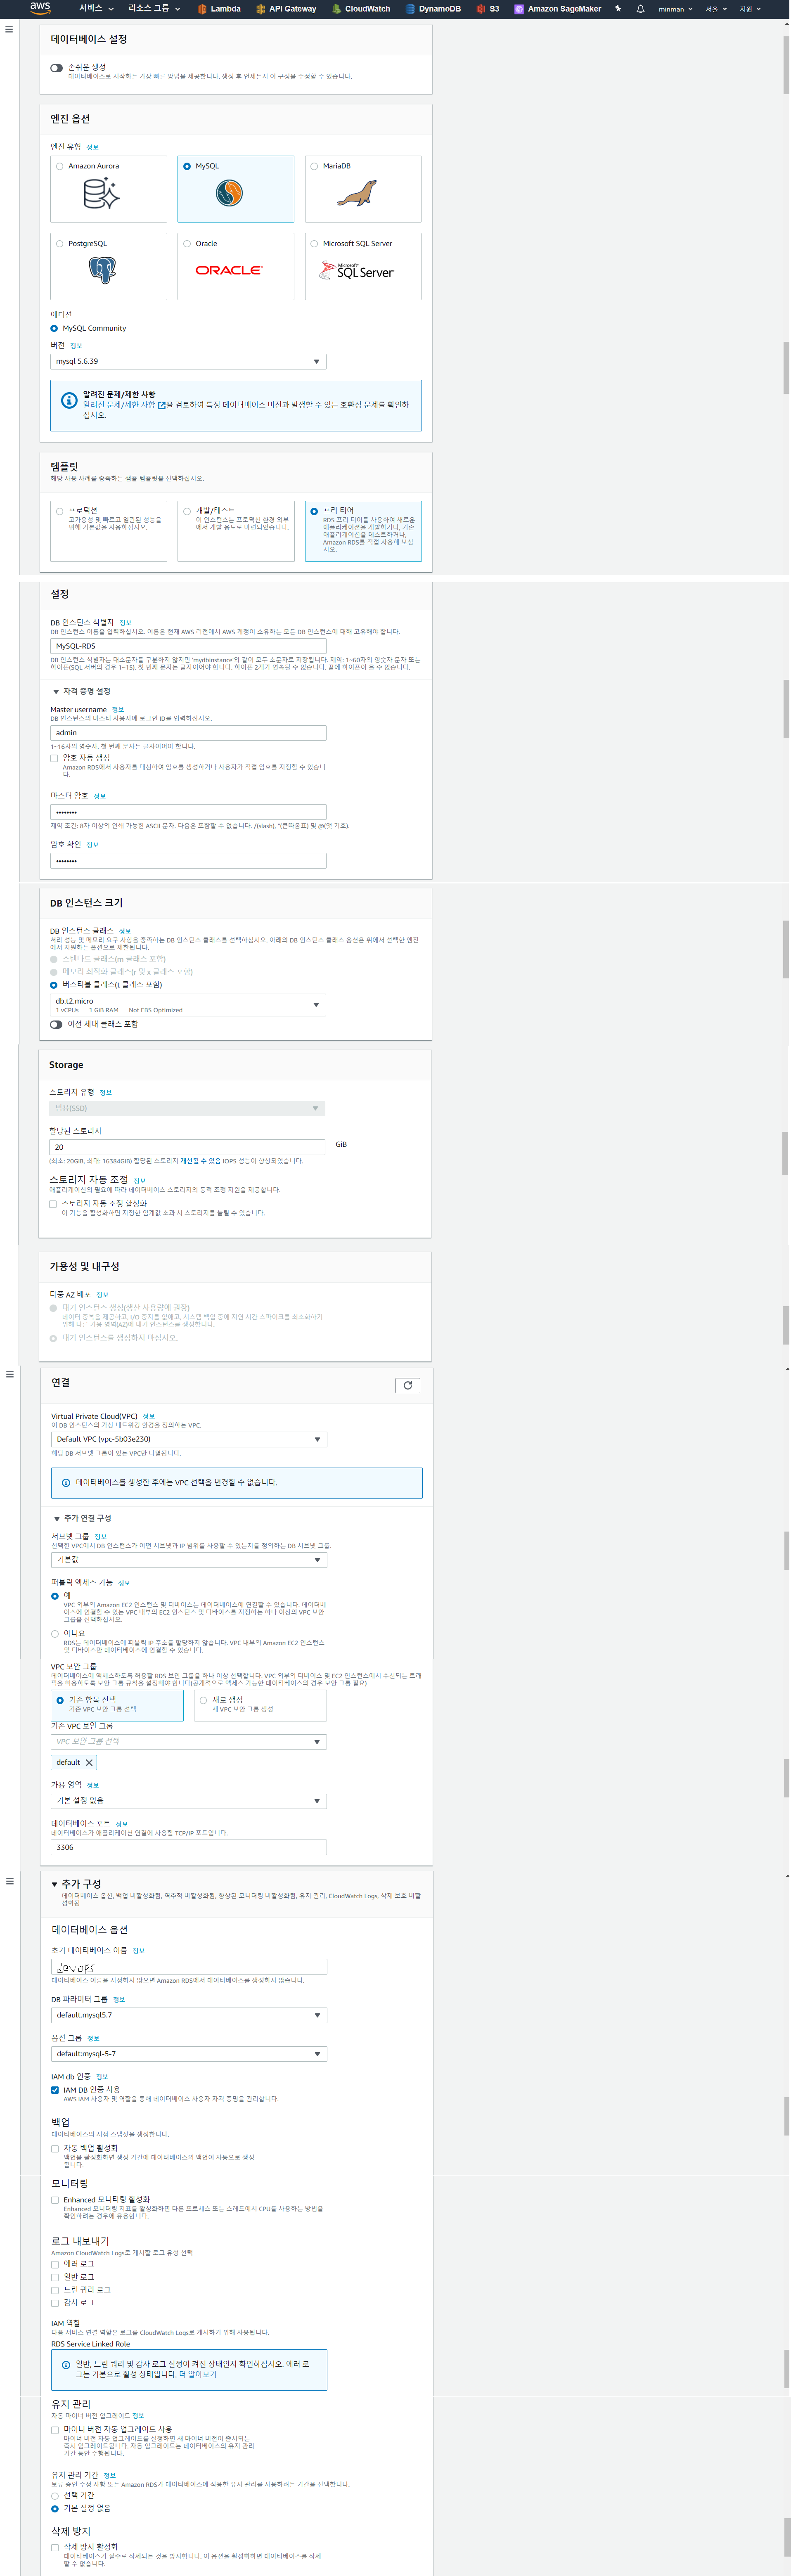 aws 서비스 리소스 그룹 Lambda API Gateway CloudWatch DynamoDB S3 Amazon SageMaker minman 서울 지원
데이터베이스 설정
손쉬운 생성
데이터베이스로 시작하는 가장 빠른 방법을 제공합니다. 생성 후 언제든지 이 구성을 수정할 수 있습니다.
엔진 옵션
엔진 유형 정보
Amazon Aurora
MySQL
MariaDB
PostgreSQL
Oracle
Microsoft SQL Server
ORACLE
Microsoft SQL Server
에디션
MySQL Community
버전 정보
mysql 5.6.39
알려진 문제/제한 사항
알려진 문제/제한 사항 을 검토하여 특정 데이터베이스 버전과 발생할 수 있는 호환성 문제를 확인하
십시오.
템플릿
해당 사용 사례를 충족하는 샘플 템플릿을 선택하십시오.
프로덕션
고가용성 및 빠르고 일관된 성능을
위해 기본값을 사용하십시오.
개발/테스트
이 인스턴스는 프로덕션 환경 외부
에서 개발 용도로 마련되었습니다.
프리 티어
RDS 프리 티어를 사용하여 새로운
애플리케이션을 개발하거나, 기존
애플리케이션을 테스트하거나,
Amazon RDS를 직접 사용해 보십
시오.
설정
DB 인스턴스 식별자 정보
DB 인스턴스 이름을 입력하십시오. 이름은 현재 AWS 리전에서 AWS 계정이 소유하는 모든 DB 인스턴스에 대해 고유해야 합니다.
MySQL-RDS
DB 인스턴스 식별자는 대소문자를 구분하지 않지만 'mydbinstance'와 같이 모두 소문자로 저장됩니다. 제약: 1~60자의 영숫자 문자 또는
하이픈(SQL 서버의 경우 1~15). 첫 번째 문자는 글자이어야 합니다. 하이픈 2개가 연속될 수 없습니다. 끝에 하이픈이 올 수 없습니다.
자격 증명 설정
Master username 정보
DB 인스턴스의 마스터 사용자에 로그인 ID를 입력하십시오.
admin
1~16자의 영숫자. 첫 번째 문자는 글자이어야 합니다.
암호 자동 생성
Amazon RDS에서 사용자를 대신하여 암호를 생성하거나 사용자가 직접 암호를 지정할 수 있습니
다.
마스터 암호 정보
••••••••
제약 조건: 8자 이상의 인쇄 가능한 ASCII 문자. 다음은 포함할 수 없습니다. /(slash), "(큰따옴표) 및 @(앳 기호).
암호 확인 정보
••••••••
DB 인스턴스 크기
DB 인스턴스 클래스 정보
처리 성능 및 메모리 요구 사항을 충족하는 DB 인스턴스 클래스를 선택하십시오. 아래의 DB 인스턴스 클래스 옵션은 위에서 선택한 엔진
에서 지원하는 옵션으로 제한됩니다.
스탠다드 클래스(m 클래스 포함)
메모리 최적화 클래스(r 및 x 클래스 포함)
버스터블 클래스(t 클래스 포함)
db.t2.micro
1 vCPUs 1 GiB RAM Not EBS Optimized
이전 세대 클래스 포함
Storage
스토리지 유형 정보
범용(SSD)
할당된 스토리지
20 GiB
(최소: 20GiB, 최대: 16384GiB) 할당된 스토리지 개선될 수 있음 IOPS 성능이 향상되었습니다.
스토리지 자동 조정 정보
애플리케이션의 필요에 따라 데이터베이스 스토리지의 동적 조정 지원을 제공합니다.
스토리지 자동 조정 활성화
이 기능을 활성화하면 지정한 임계값 초과 시 스토리지를 늘릴 수 있습니다.
가용성 및 내구성
다중 AZ 배포 정보
대기 인스턴스 생성(생산 사용량에 권장)
데이터 중복을 제공하고, I/O 중지를 없애고, 시스템 백업 중에 지연 시간 스파이크를 최소화하기
위해 다른 가용 영역(AZ)에 대기 인스턴스를 생성합니다.
대기 인스턴스를 생성하지 마십시오.
연결
Virtual Private Cloud(VPC) 정보
이 DB 인스턴스의 가상 네트워킹 환경을 정의하는 VPC.
Default VPC (vpc-5b03e230)
해당 DB 서브넷 그룹이 있는 VPC만 나열됩니다.
데이터베이스를 생성한 후에는 VPC 선택을 변경할 수 없습니다.
추가 연결 구성
서브넷 그룹 정보
선택한 VPC에서 DB 인스턴스가 어떤 서브넷과 IP 범위를 사용할 수 있는지를 정의하는 DB 서브넷 그룹.
기본값
퍼블릭 액세스 가능 정보
예
VPC 외부의 Amazon EC2 인스턴스 및 디바이스는 데이터베이스에 연결할 수 있습니다. 데이터베
이스에 연결할 수 있는 VPC 내부의 EC2 인스턴스 및 디바이스를 지정하는 하나 이상의 VPC 보안
그룹을 선택하십시오.
아니요
RDS는 데이터베이스에 퍼블릭 IP 주소를 할당하지 않습니다. VPC 내부의 Amazon EC2 인스턴스
및 디바이스만 데이터베이스에 연결할 수 있습니다.
VPC 보안 그룹
데이터베이스에 액세스하도록 허용할 RDS 보안 그룹을 하나 이상 선택합니다. VPC 외부의 디바이스 및 EC2 인스턴스에서 수신되는 트래
픽을 허용하도록 보안 그룹 규칙을 설정해야 합니다(공개적으로 액세스 가능한 데이터베이스의 경우 보안 그룹 필요)
기존 항목 선택
기존 VPC 보안 그룹 선택
새로 생성
새 VPC 보안 그룹 생성
기존 VPC 보안 그룹
VPC 보안 그룹 선택
default
가용 영역 정보
기본 설정 없음
데이터베이스 포트 정보
데이터베이스가 애플리케이션 연결에 사용할 TCP/IP 포트입니다.
3306
추가 구성
데이터베이스 옵션, 백업 비활성화됨, 역추적 비활성화됨, 향상된 모니터링 비활성화됨, 유지 관리, CloudWatch Logs, 삭제 보호 비활
성화됨
데이터베이스 옵션
초기 데이터베이스 이름 정보
devops
데이터베이스 이름을 지정하지 않으면 Amazon RDS에서 데이터베이스를 생성하지 않습니다.
DB 파라미터 그룹 정보
default.mysql5.7
옵션 그룹 정보
default:mysql-5-7
IAM db 인증 정보
IAM DB 인증 사용
AWS IAM 사용자 및 역할을 통해 데이터베이스 사용자 자격 증명을 관리합니다.
백업
데이터베이스의 시점 스냅샷을 생성합니다.
자동 백업 활성화
백업을 활성화하면 생성 기간에 데이터베이스의 백업이 자동으로 생성
됩니다.
모니터링
Enhanced 모니터링 활성화
Enhanced 모니터링 지표를 활성화하면 다른 프로세스 또는 스레드에서 CPU를 사용하는 방법을
확인하려는 경우에 유용합니다.
로그 내보내기
Amazon CloudWatch Logs로 게시할 로그 유형 선택
에러 로그
일반 로그
느린 쿼리 로그
감사 로그
IAM 역할
다음 서비스 연결 역할은 로그를 CloudWatch Logs로 게시하기 위해 사용됩니다.
RDS Service Linked Role
일반, 느린 쿼리 및 감사 로그 설정이 켜진 상태인지 확인하십시오. 에러 로
그는 기본으로 활성 상태입니다. 더 알아보기
유지 관리
자동 마이너 버전 업그레이드 정보
마이너 버전 자동 업그레이드 사용
마이너 버전 자동 업그레이드를 설정하면 새 마이너 버전이 출시되는
즉시 업그레이드됩니다. 자동 업그레이드는 데이터베이스의 유지 관리
기간 동안 수행됩니다.
유지 관리 기간 정보
보류 중인 수정 사항 또는 Amazon RDS가 데이터베이스에 적용한 유지 관리를 사용하려는 기간을 선택합니다.
선택 기간
기본 설정 없음
삭제 방지
삭제 방지 활성화
데이터베이스가 실수로 삭제되는 것을 방지합니다. 이 옵션을 활성화하면 데이터베이스를 삭제
할 수 없습니다.